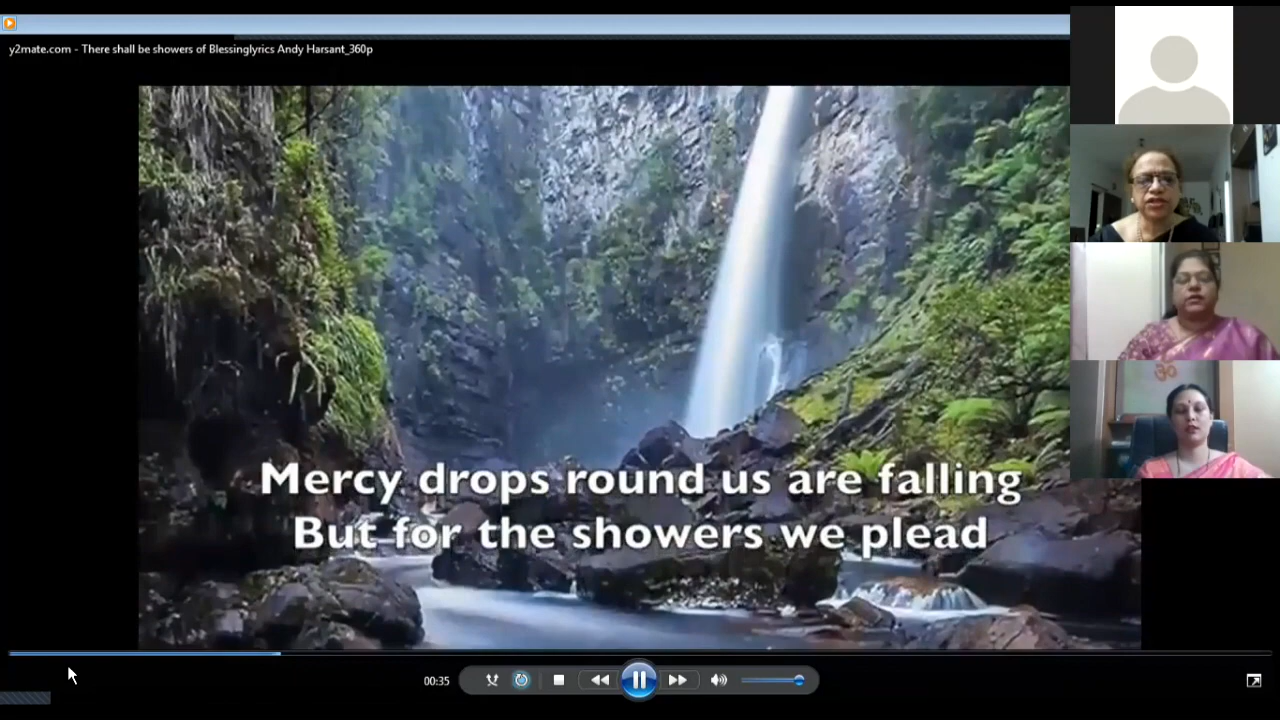 y2mate.com - There shall be showers of Blessinglyrics Andy Harsant_360p
ॐ
Mercy drops round us are falling
But for the showers we plead
00:35